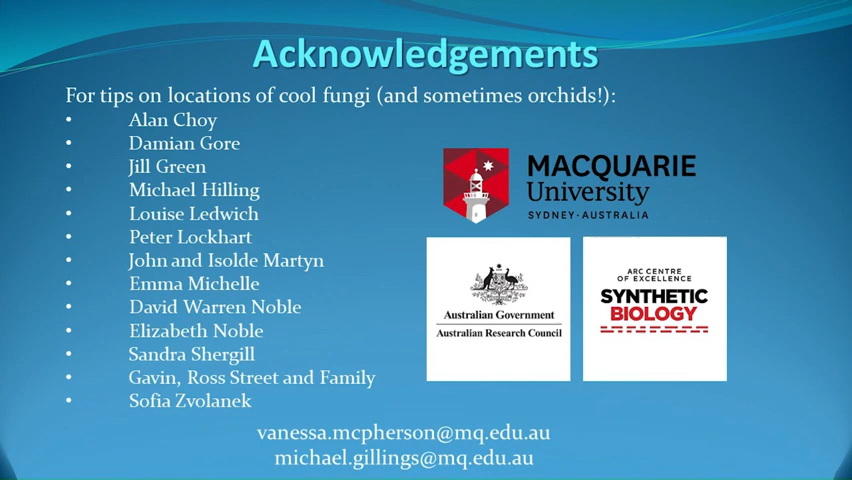 Acknowledgements
For tips on locations of cool fungi (and sometimes orchids!):
• Alan Choy
• Damian Gore
• Jill Green
• Michael Hilling
• Louise Ledwich
• Peter Lockhart
• John and Isolde Martyn
• Emma Michelle
• David Warren Noble
• Elizabeth Noble
• Sandra Shergill
• Gavin, Ross Street and Family
• Sofia Zvolanek
MACQUARIE
University
SYDNEY·AUSTRALIA
Australian Government
Australian Research Council
ARC CENTRE
OF EXCELLENCE
SYNTHETIC
BIOLOGY
vanessa.mcpherson@mq.edu.au
michael.gillings@mq.edu.au